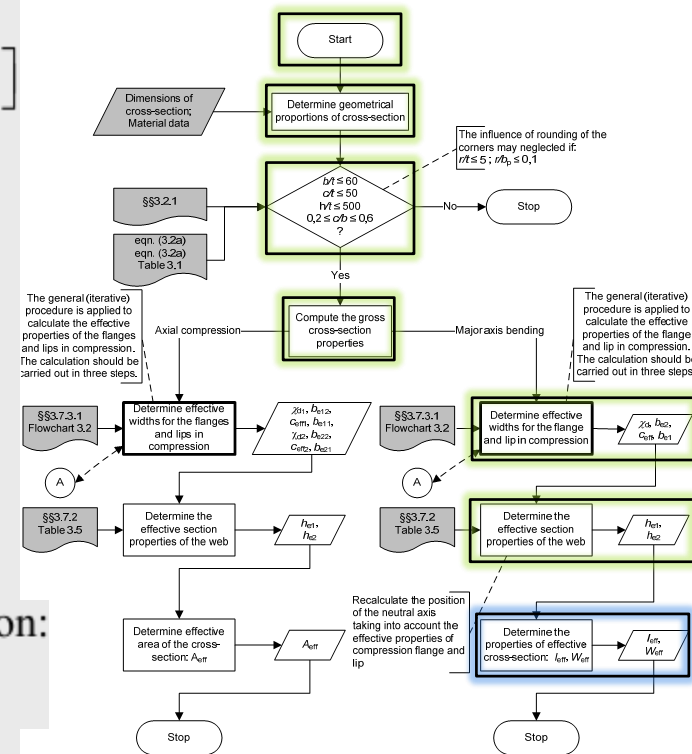 Start
Dimensions of
cross-section;
Material data
Determine geometrical
proportions of cross-section
The influence of rounding of the
corners may neglected if:
r/t ≤ 5 ; r/bp ≤ 0,1
§§3.2.1
b/t ≤ 60
c/t ≤ 50
h/t ≤ 500
0,2 ≤ c/b ≤ 0,6
?
No
Stop
eqn. (3.2a)
eqn. (3.2a)
Table 3.1
Yes
The general (iterative)
procedure is applied to
calculate the effective
properties of the flanges
and lips in compression.
The calculation should be
carried out in three steps.
Axial compression
Compute the gross
cross-section
properties
Major axis bending
The general (iterative)
procedure is applied to
calculate the effective
properties of the flange
and lip in compression.
The calculation should be
carried out in three steps
§§3.7.3.1
Flowchart 3.2
Determine effective
widths for the flanges
and lips in
compression
χd1, be12,
ceff1, be11,
χd2, be22,
ceff2, be21
§§3.7.3.1
Flowchart 3.2
Determine effective
widths for the flange
and lip in compression
χd, be2,
ceff, be1
A
A
§§3.7.2
Table 3.5
Determine the
effective section
properties of the web
he1,
he2
§§3.7.2
Table 3.5
Determine the
effective section
properties of the web
he1,
he2
on:
Recalculate the position
of the neutral axis
taking into account the
effective properties of
compression flange and
lip
Determine effective
area of the cross-
section: Aeff
Aeff
Determine the
properties of effective
cross-section: Ieff, Weff
Ieff,
Weff
Stop
Stop